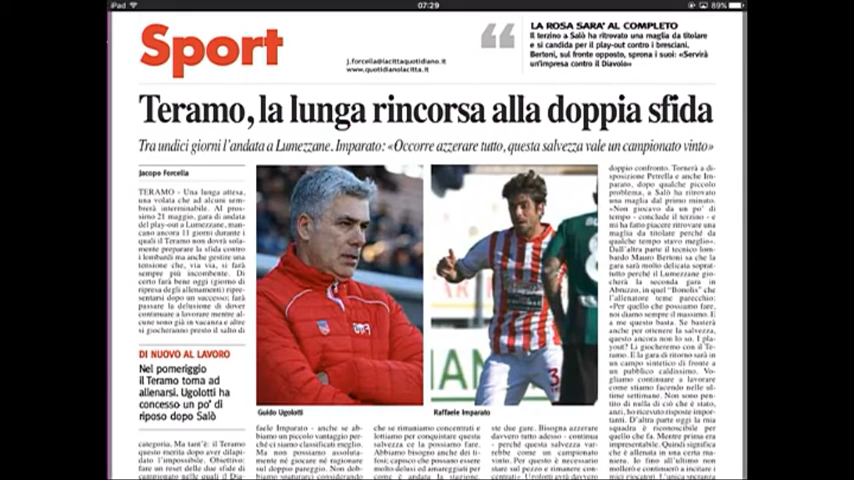 iPad
07:29
89%
Sport
j.forcella@lacittaquotidiano.it
www.quotidianolacitta.it
LA ROSA SARA' AL COMPLETO
Il terzino a Salò ha ritrovato una maglia da titolare
e si candida per il play-out contro i bresciani.
Bertoni, sul fronte opposto, sprona i suoi: «Servirà
un'impresa contro il Diavolo»
Teramo, la lunga rincorsa alla doppia sfida
Tra undici giorni l'andata a Lumezzane. Imparato: «Occorre azzerare tutto, questa salvezza vale un campionato vinto»
Jacopo Forcella
TERAMO - Una lunga attesa,
una volata che ad alcuni sem-
brerà interminabile. Al pros-
simo 21 maggio, gara di andata
del play-out a Lumezzane, man-
cano ancora 11 giorni durante i
quali il Teramo non dovrà sola-
mente preparare la sfida contro
i lombardi ma anche gestire una
tensione che, via via, si farà
sempre più incombente. Di
certo farà bene oggi (giorno di
ripresa degli allenamenti) ripre-
sentarsi dopo un successo; farà
passare la delusione di dover
continuare a lavorare mentre al-
cune sono già in vacanza e altre
si giocheranno presto il salto di
DI NUOVO AL LAVORO
Nel pomeriggio
il Teramo torna ad
allenarsi. Ugolotti ha
concesso un po' di
riposo dopo Salò
categoria. Ma tant'è: il Teramo
questo merita dopo aver dilapi-
dato l'impossibile. Obiettivo:
fare un reset delle due sfide di
Guido Ugolotti
Raffaele Imparato
3
faele Imparato - anche se ab-
biamo un piccolo vantaggio per-
ché ci siamo classificati meglio.
Ma non possiamo assoluta-
mente né giocare né ragionare
sul doppio pareggio. Non dob-
che se rimaniamo concentrati e
lottiamo per conquistare questa
salvezza ce la possiamo fare.
Abbiamo bisogno anche dei ti-
fosi; capisco che possano essere
molto delusi ed amareggiati per
ste due gare. Bisogna azzerare
davvero tutto adesso - continua
- perché questa salvezza var-
rebbe come un campionato
vinto. Per questo è necessario
stare sul pezzo e rimanere con-
doppio confronto. Tornerà a di-
sposizione Petrella e anche Im-
parato, dopo qualche piccolo
problema, a Salò ha ritrovato
una maglia dal primo minuto.
«Non giocavo da un po' di
tempo - conclude il terzino - e
mi ha fatto piacere ritrovare una
maglia da titolare perché da
qualche tempo stavo meglio».
Dall'altra parte il tecnico lom-
bardo Mauro Bertoni sa che la
gara sarà molto delicata soprat-
tutto perché il Lumezzane gio-
cherà la seconda gara in
Abruzzo, in quel "Bonolis" che
l'allenatore teme parecchio:
«Per quello che possiamo fare,
noi diamo sempre il massimo. E
a me questo basta. Se basterà
anche per ottenere la salvezza,
questo ancora non lo so. I play-
out? Li giocheremo con il Te-
ramo. E la gara di ritorno sarà in
un campo sintetico di fronte a
un pubblico caldissimo. Vo-
gliamo continuare a lavorare
come stiamo facendo nelle ul-
time settimane. Non sono pen-
tito di nulla di ciò che è stato,
anzi, ho ricevuto risposte impor-
tanti. D'altra parte oggi la mia
squadra è riconoscibile per
quello che fa. Mentre prima era
impresentabile. Quindi significa
che è allenata in una certa ma-
niera. Io fino all'ultimo non
mollerò e continuerò a incitare i